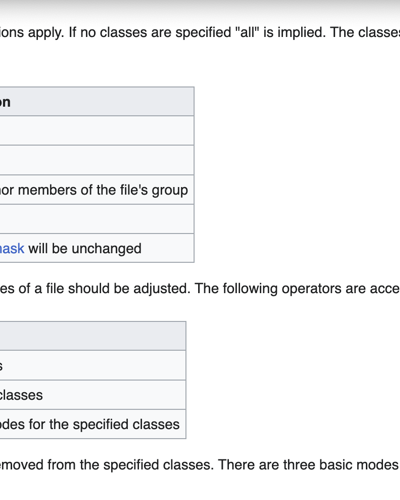 ions apply. If no classes are specified "all" is implied. The classes
on
nor members of the file's group
mask will be unchanged
es of a file should be adjusted. The following operators are acce
s
classes
odes for the specified classes
emoved from the specified classes. There are three basic modes